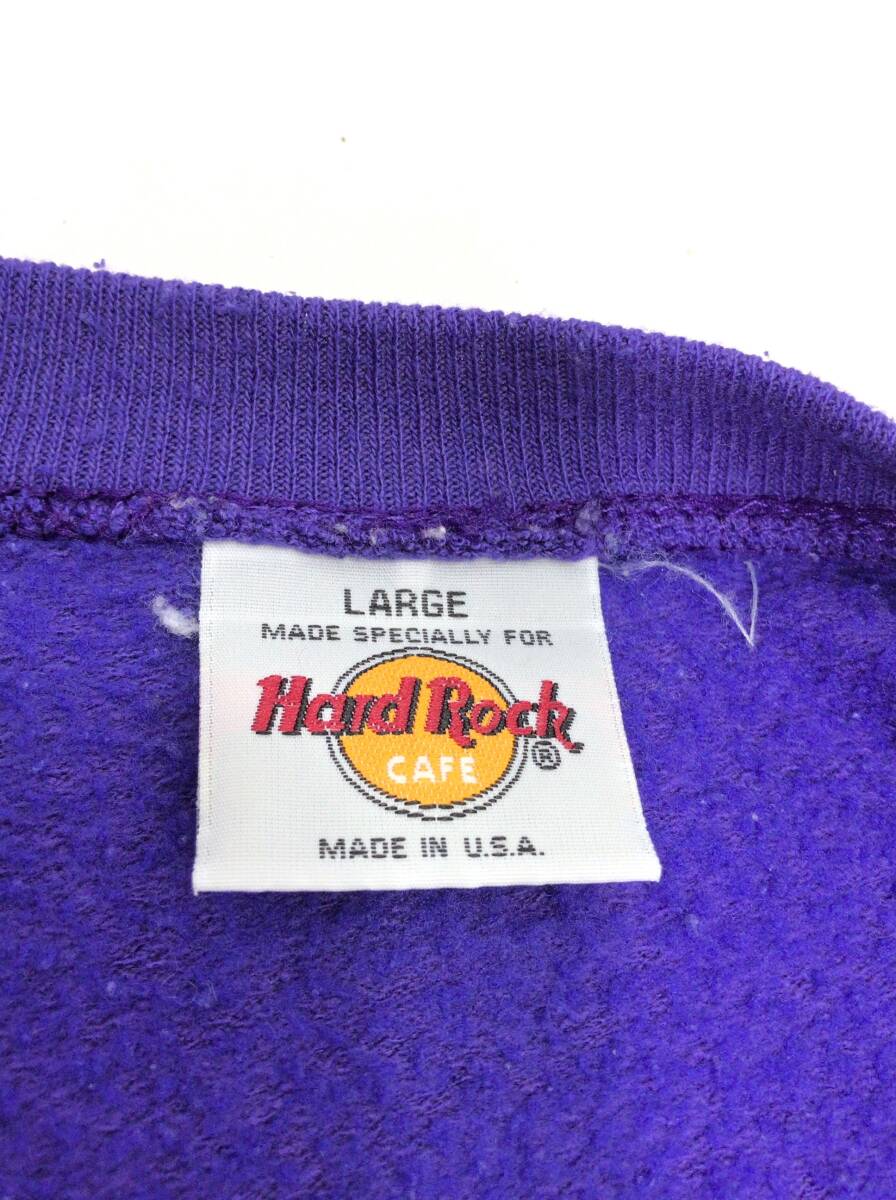 LARGE
MADE SPECIALLY FOR
Hard Rock
CAFE ®
MADE IN U.S.A.